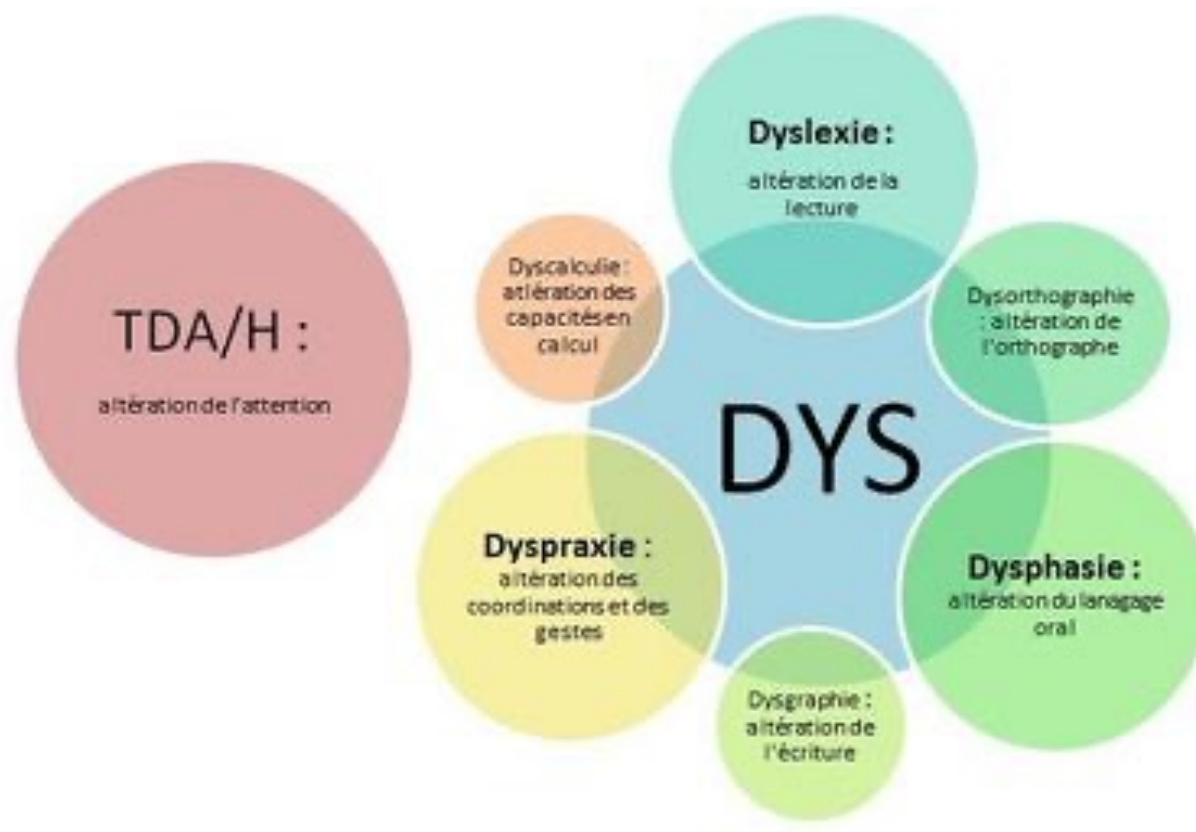 TDA/H :
altération de l'attention
Dyslexie :
altération de la
lecture
Dyscalculie :
atlération des
capacitésen
calcul
Dysorthographie
: altération de
l'orthographe
DYS
Dyspraxie :
altération des
coordinations et des
gestes
Dysphasie :
altération du lanagage
oral
Dysgraphie :
altération de
l'écriture